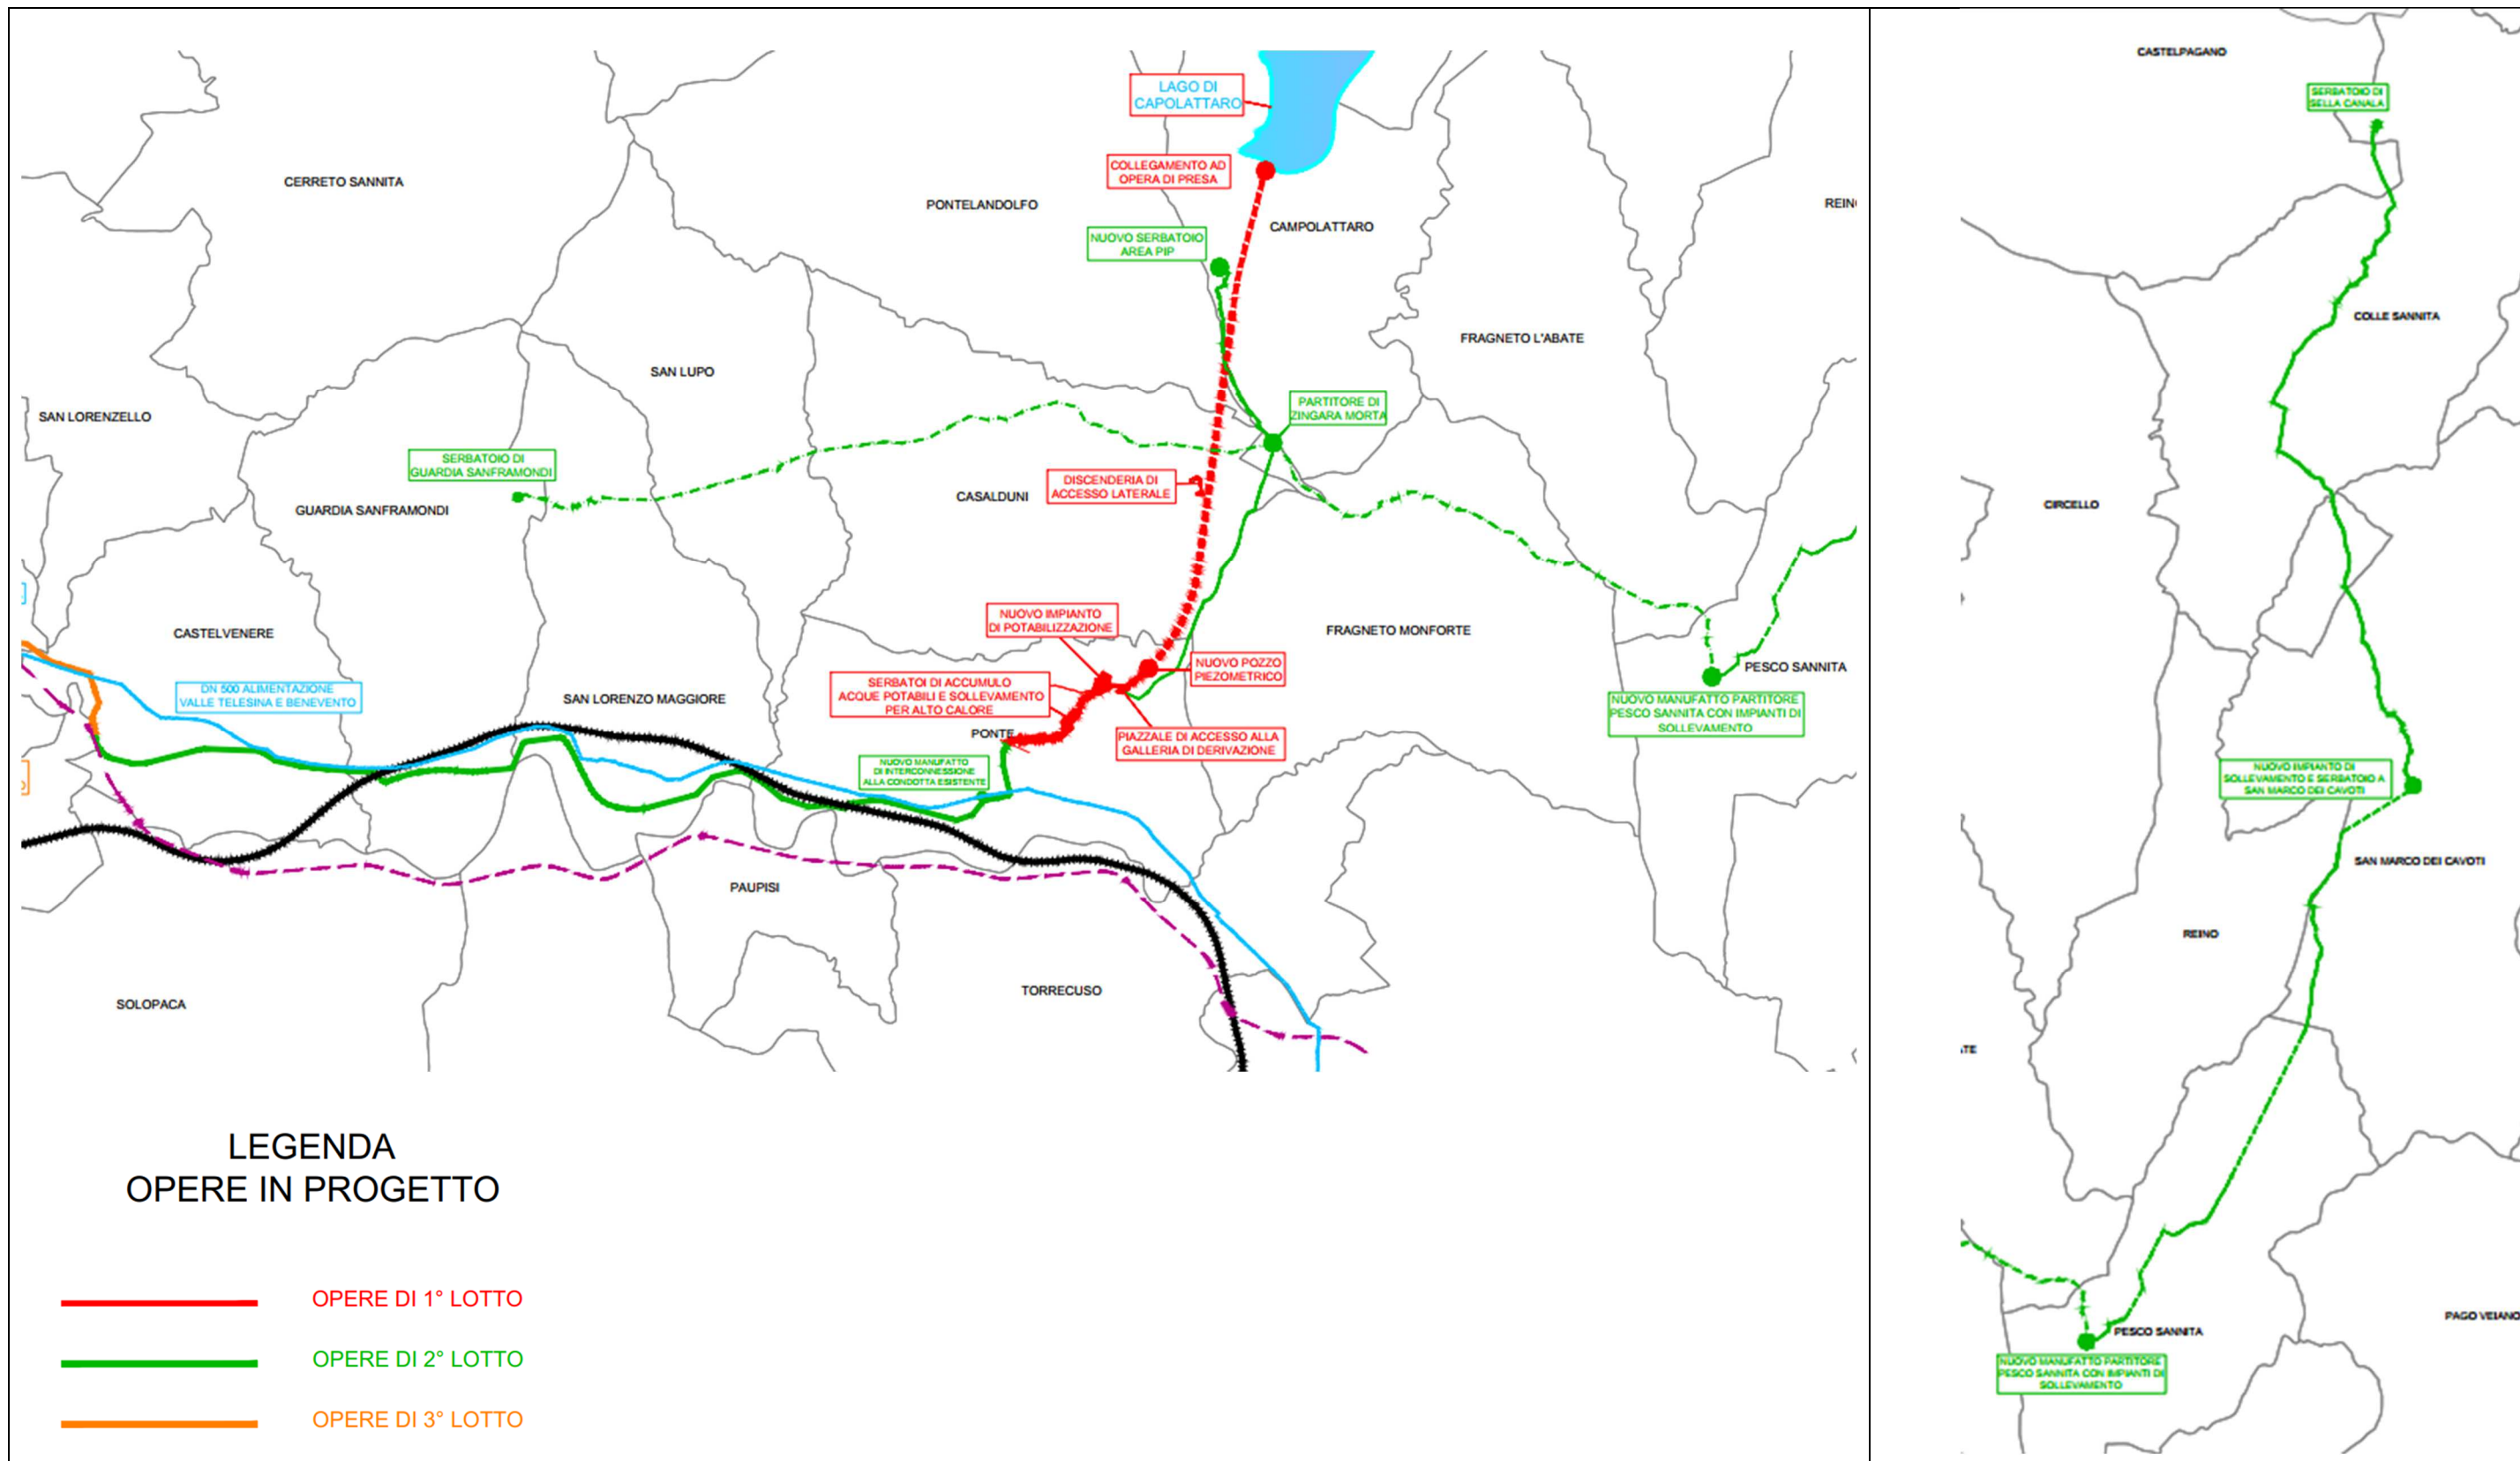 LAGO DI
CAPOLATTARO
COLLEGAMENTO AD
OPERA DI PRESA
CERRETO SANNITA
PONTELANDOLFO
CAMPOLATTARO
NUOVO SERBATOIO
AREA PIP
FRAGNETO L'ABATE
SAN LUPO
SAN LORENZELLO
PARTITORE DI
ZINGARA MORTA
SERBATOIO DI
GUARDIA SANFRAMONDI
DISCENDERIA DI
ACCESSO LATERALE
CASALDUNI
GUARDIA SANFRAMONDI
NUOVO IMPIANTO
DI POTABILIZZAZIONE
FRAGNETO MONFORTE
CASTELVENERE
NUOVO POZZO
PIEZOMETRICO
PESCO SANNITA
SERBATOI DI ACCUMULO
ACQUE POTABILI E SOLLEVAMENTO
PER ALTO CALORE
DN 500 ALIMENTAZIONE
VALLE TELESINA E BENEVENTO
SAN LORENZO MAGGIORE
NUOVO MANUFATTO PARTITORE
PESCO SANNITA CON IMPIANTI DI
SOLLEVAMENTO
PONTE
PIAZZALE DI ACCESSO ALLA
GALLERIA DI DERIVAZIONE
NUOVO MANUFATTO
DI INTERCONNESSIONE
ALLA CONDOTTA ESISTENTE
PAUPISI
TORRECUSO
SOLOPACA
LEGENDA
OPERE IN PROGETTO
OPERE DI 1° LOTTO
OPERE DI 2° LOTTO
OPERE DI 3° LOTTO
CASTELPAGANO
SERBATOIO DI
SELLA CANALA
COLLE SANNITA
CIRCELLO
NUOVO IMPIANTO DI
SOLLEVAMENTO E SERBATOIO A
SAN MARCO DEI CAVOTI
SAN MARCO DEI CAVOTI
REINO
PAGO VEIANO
PESCO SANNITA
NUOVO MANUFATTO PARTITORE
PESCO SANNITA CON IMPIANTI DI
SOLLEVAMENTO